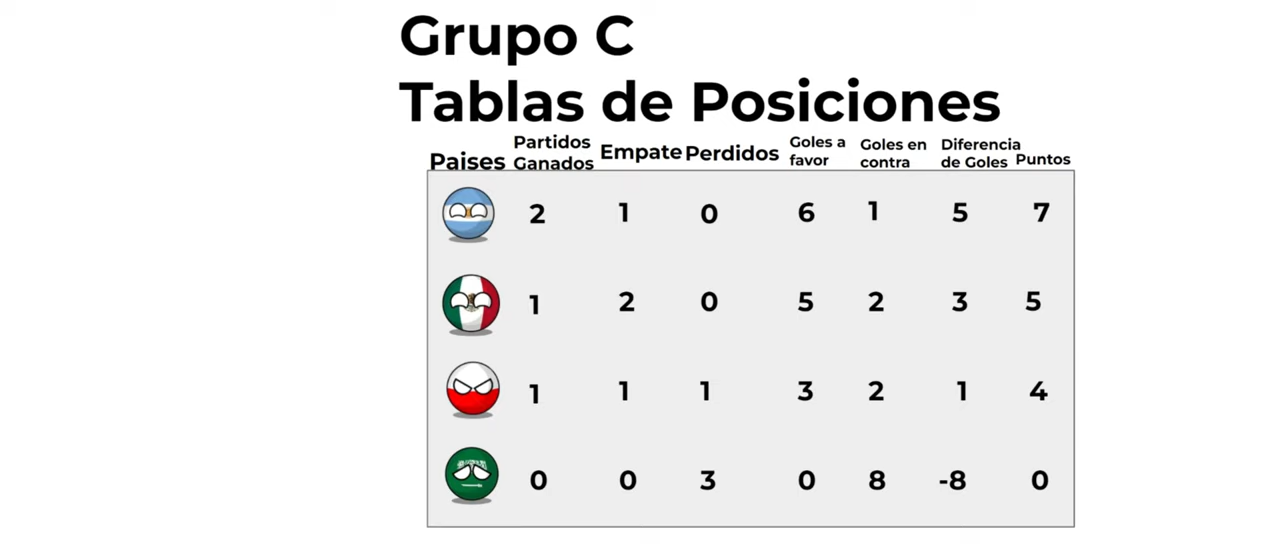 Grupo C
Tablas de Posiciones
Paises Partidos Ganados Empate Perdidos Goles a favor Goles en contra Diferencia de Goles Puntos
2 1 0 6 1 5 7
1 2 0 5 2 3 5
1 1 1 3 2 1 4
0 0 3 0 8 -8 0